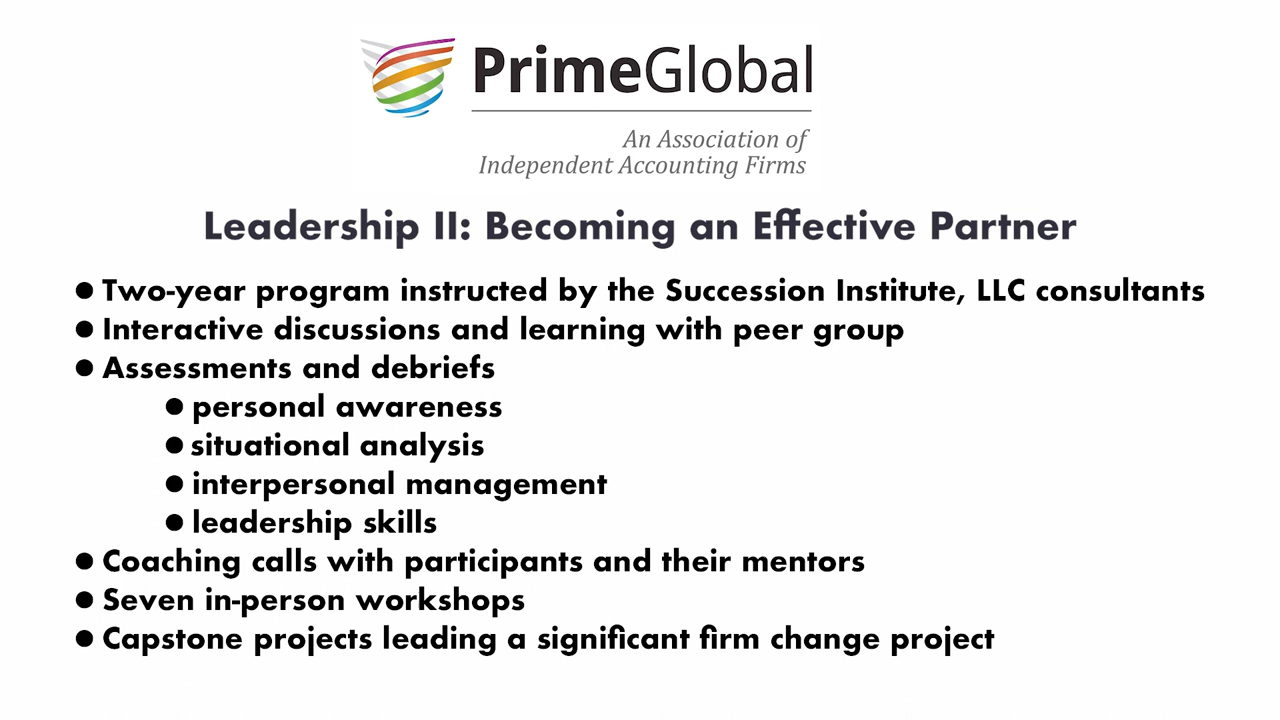 PrimeGlobal
An Association of
Independent Accounting Firms
Leadership II: Becoming an Effective Partner
● Two-year program instructed by the Succession Institute, LLC consultants
● Interactive discussions and learning with peer group
● Assessments and debriefs
● personal awareness
● situational analysis
● interpersonal management
● leadership skills
● Coaching calls with participants and their mentors
● Seven in-person workshops
● Capstone projects leading a significant firm change project